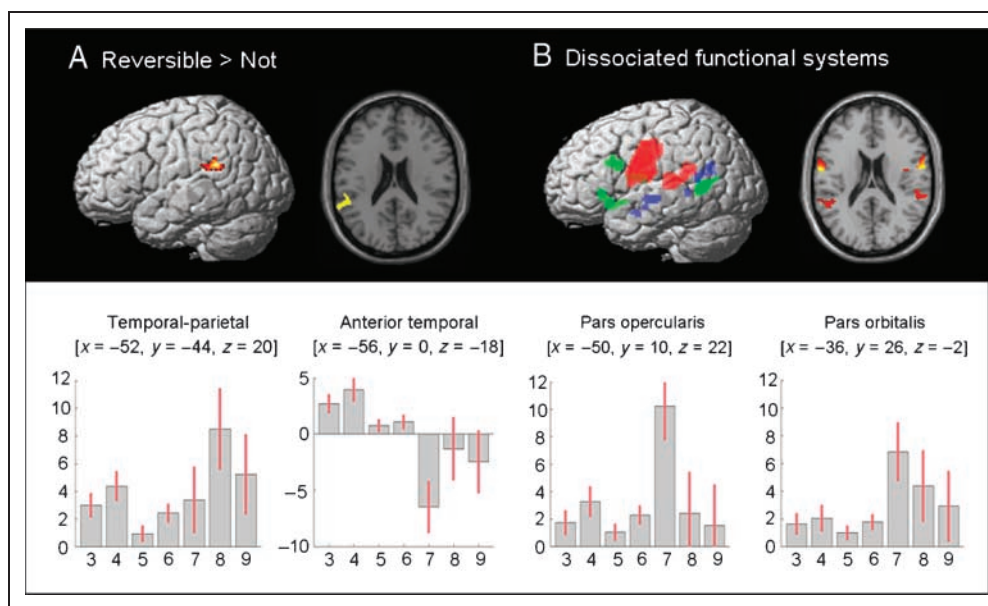 A Reversible > Not
B Dissociated functional systems
Temporal-parietal
[x = −52, y = −44, z = 20]
12
10
8
6
4
2
0
3 4 5 6 7 8 9
Anterior temporal
[x = −56, y = 0, z = −18]
5
0
−5
−10
3 4 5 6 7 8 9
Pars opercularis
[x = −50, y = 10, z = 22]
12
10
8
6
4
2
0
3 4 5 6 7 8 9
Pars orbitalis
[x = −36, y = 26, z = −2]
12
10
8
6
4
2
0
3 4 5 6 7 8 9